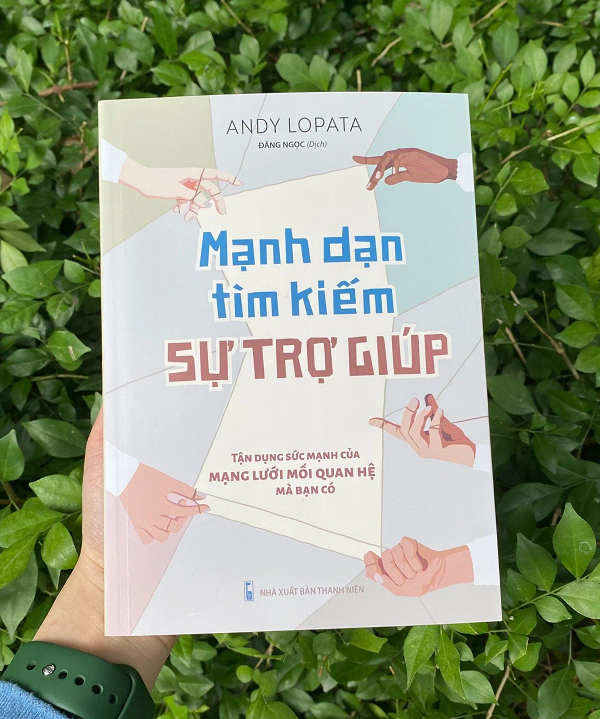 ANDY LOPATA
ĐĂNG NGỌC (Dịch)
Mạnh dạn
tìm kiếm
SỰ TRỢ GIÚP
TẬN DỤNG SỨC MẠNH CỦA
MẠNG LƯỚI MỐI QUAN HỆ
MÀ BẠN CÓ
NHÀ XUẤT BẢN THANH NIÊN